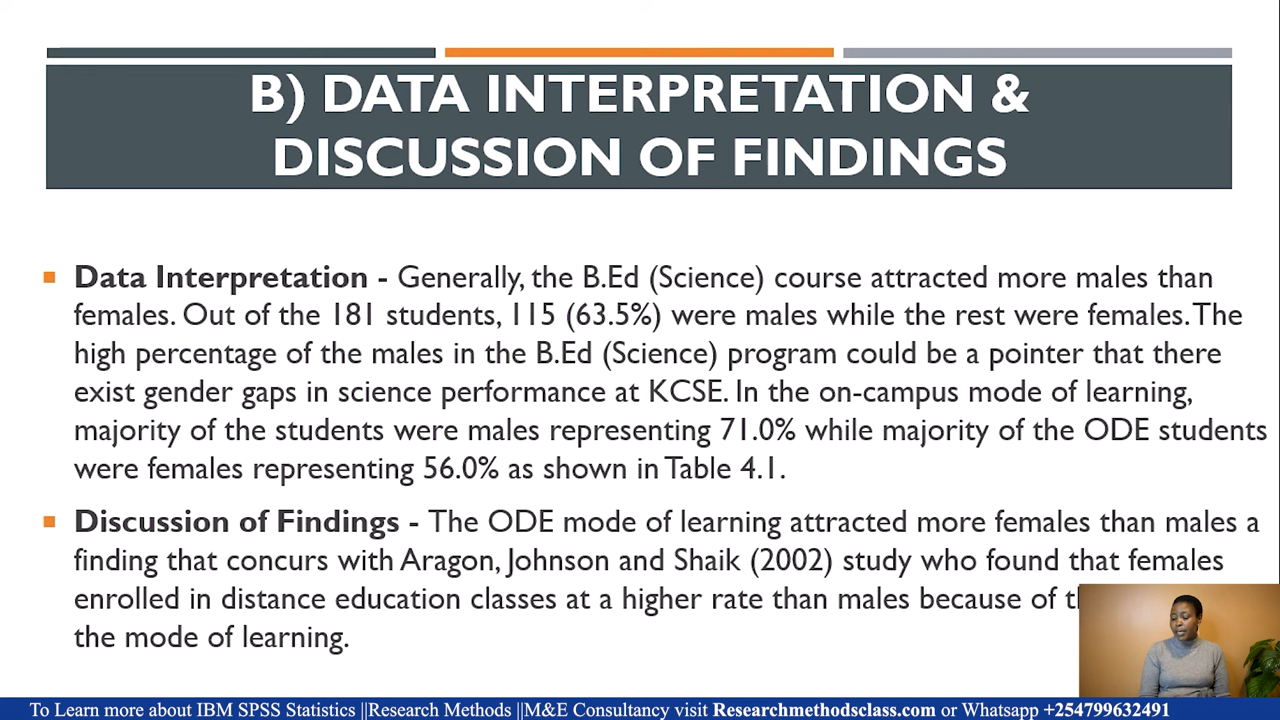 B) DATA INTERPRETATION &
DISCUSSION OF FINDINGS
Data Interpretation - Generally, the B.Ed (Science) course attracted more males than
females. Out of the 181 students, 115 (63.5%) were males while the rest were females. The
high percentage of the males in the B.Ed (Science) program could be a pointer that there
exist gender gaps in science performance at KCSE. In the on-campus mode of learning,
majority of the students were males representing 71.0% while majority of the ODE students
were females representing 56.0% as shown in Table 4.1.
Discussion of Findings - The ODE mode of learning attracted more females than males a
finding that concurs with Aragon, Johnson and Shaik (2002) study who found that females
enrolled in distance education classes at a higher rate than males because of
the mode of learning.
To Learn more about IBM SPSS Statistics ||Research Methods ||M&E Consultancy visit Researchmethodsclass.com or Whatsapp +254799632491